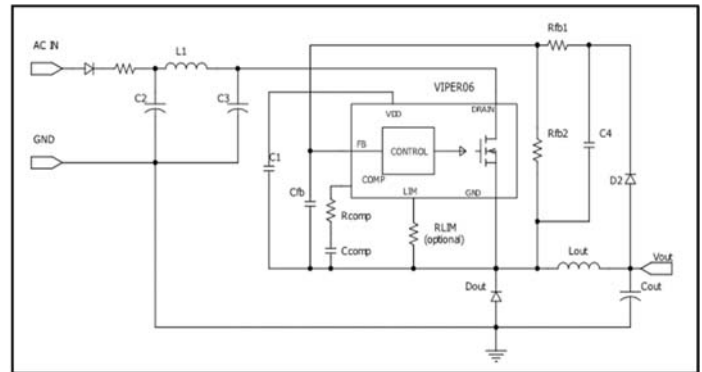 AC IN
L1
Rfb1
C2
C3
VIPER06
VDD
DRAIN
GND
C1
FB
CONTROL
Rfb2
C4
COMP
LIM
GND
D2
Cfb
Rcomp
RLIM
(optional)
Ccomp
Lout
Vout
Dout
Cout